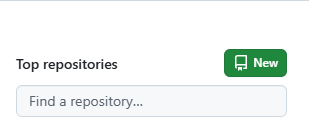 Top repositories
New
Find a repository...